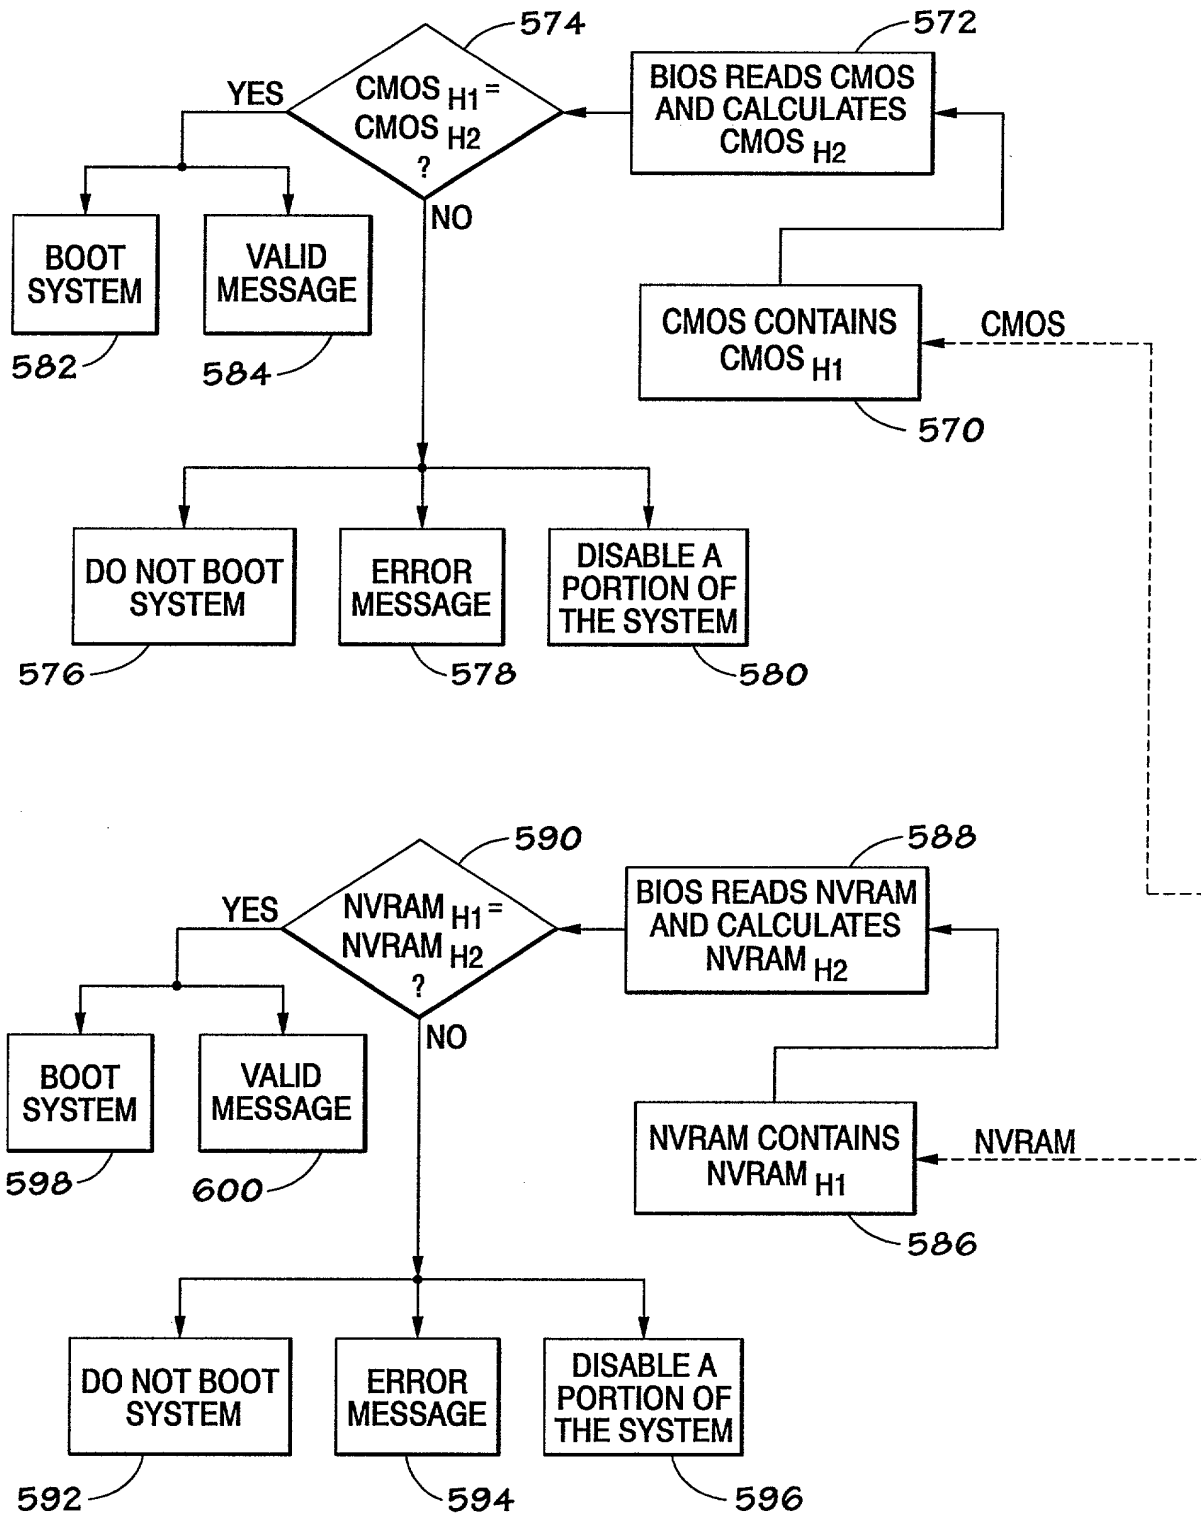 574
572
YES
CMOS H1 =
CMOS H2
?
BIOS READS CMOS
AND CALCULATES
CMOS H2
NO
BOOT
SYSTEM
VALID
MESSAGE
582
584
CMOS CONTAINS
CMOS H1
CMOS
570
DO NOT BOOT
SYSTEM
ERROR
MESSAGE
DISABLE A
PORTION OF
THE SYSTEM
576
578
580
590
588
YES
NVRAM H1 =
NVRAM H2
?
BIOS READS NVRAM
AND CALCULATES
NVRAM H2
NO
BOOT
SYSTEM
VALID
MESSAGE
598
600
NVRAM CONTAINS
NVRAM H1
NVRAM
586
DO NOT BOOT
SYSTEM
ERROR
MESSAGE
DISABLE A
PORTION OF
THE SYSTEM
592
594
596